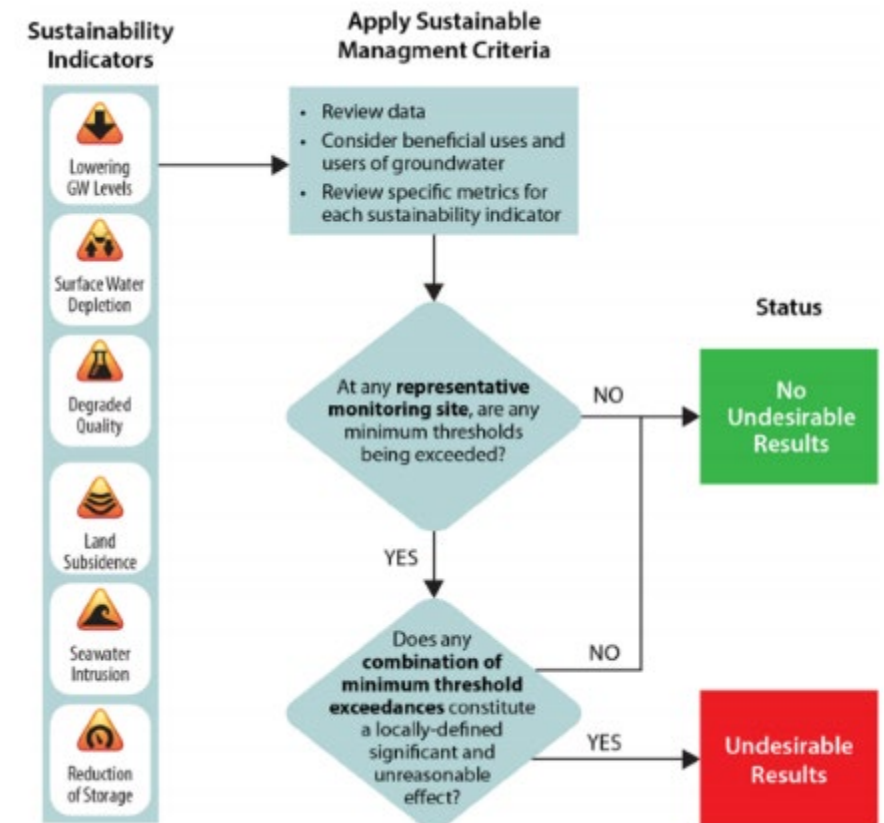 Sustainability
Indicators
Lowering
GW Levels
Surface Water
Depletion
Degraded
Quality
Land
Subsidence
Seawater
Intrusion
Reduction
of Storage
Apply Sustainable
Managment Criteria
• Review data
• Consider beneficial uses and
users of groundwater
• Review specific metrics for
each sustainability indicator
At any representative
monitoring site, are any
minimum thresholds
being exceeded?
NO
YES
Does any
combination of
minimum threshold
exceedances constitute
a locally-defined
significant and
unreasonable
effect?
NO
YES
Status
No
Undesirable
Results
Undesirable
Results